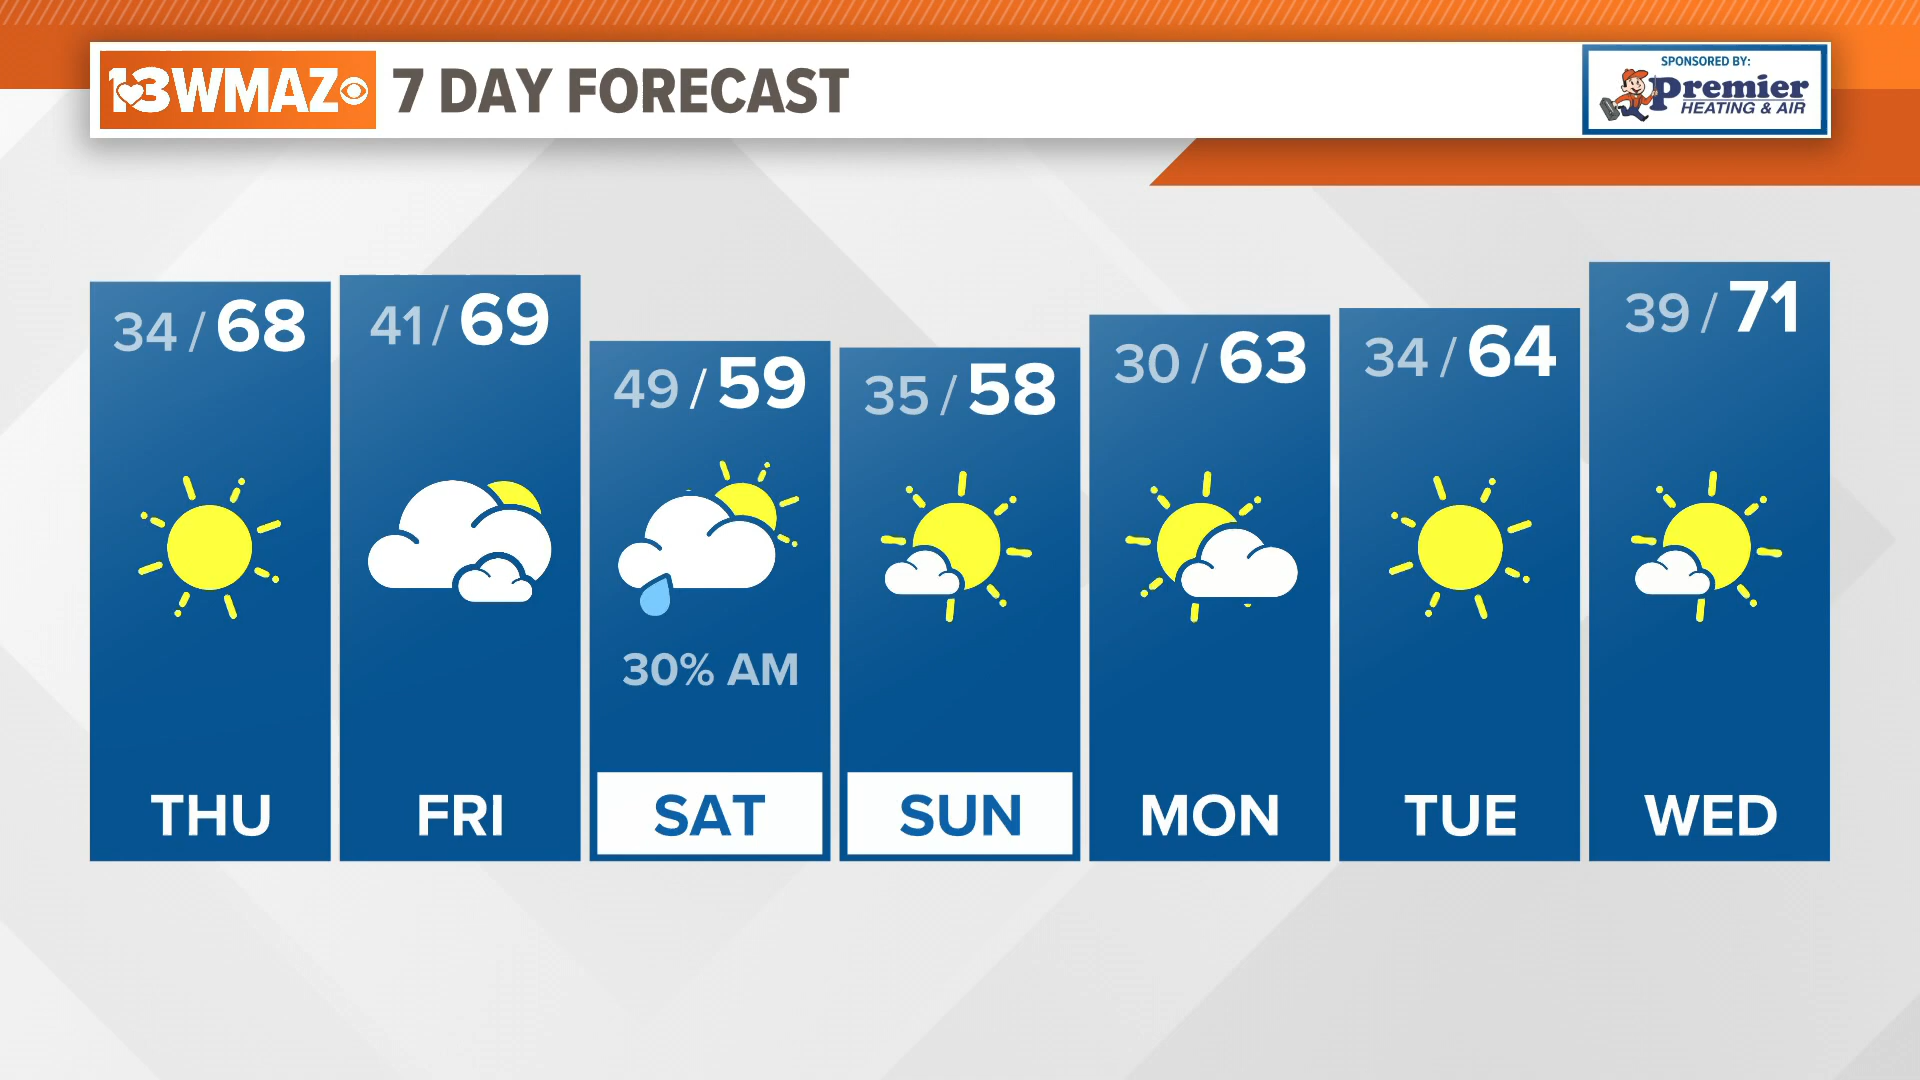 13WMAZ 7 DAY FORECAST
SPONSORED BY:
Premier
HEATING & AIR
34 / 68
41 / 69
49 / 59
35 / 58
30 / 63
34 / 64
39 / 71
30% AM
THU
FRI
SAT
SUN
MON
TUE
WED